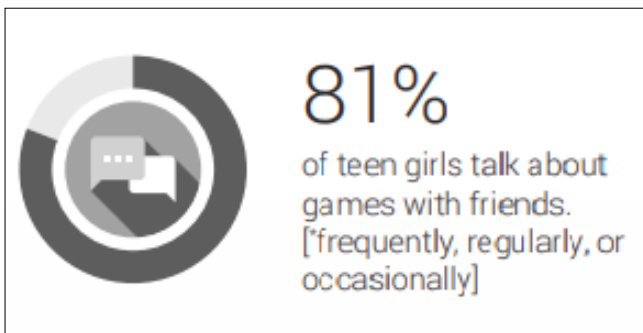 81%
of teen girls talk about
games with friends.
[*frequently, regularly, or
occasionally]